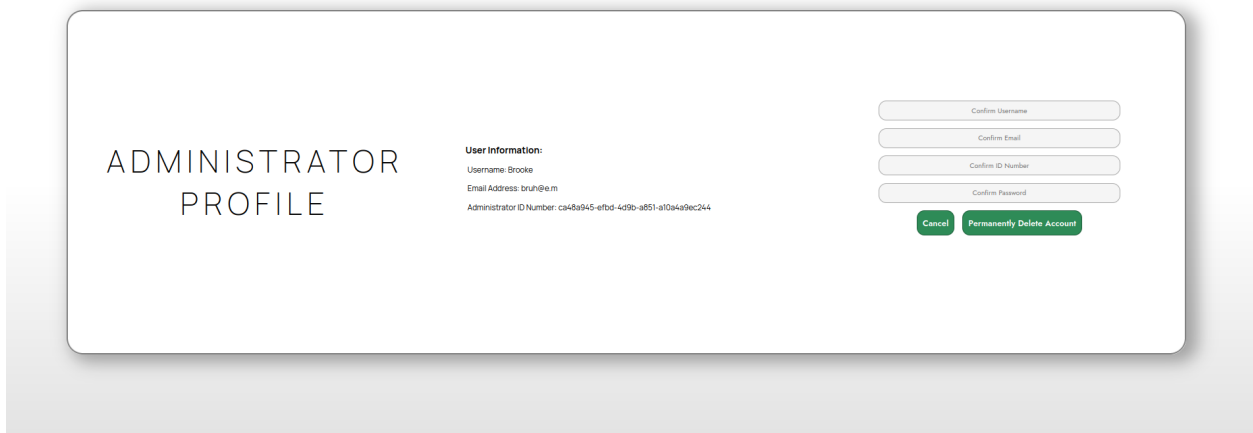 ADMINISTRATOR
PROFILE
User Information:
Username: Brooke
Email Address: bruh@e.m
Administrator ID Number: ca48a945-efbd-4d9b-a851-a10a4a9ec244
Confirm Username
Confirm Email
Confirm ID Number
Confirm Password
Cancel
Permanently Delete Account